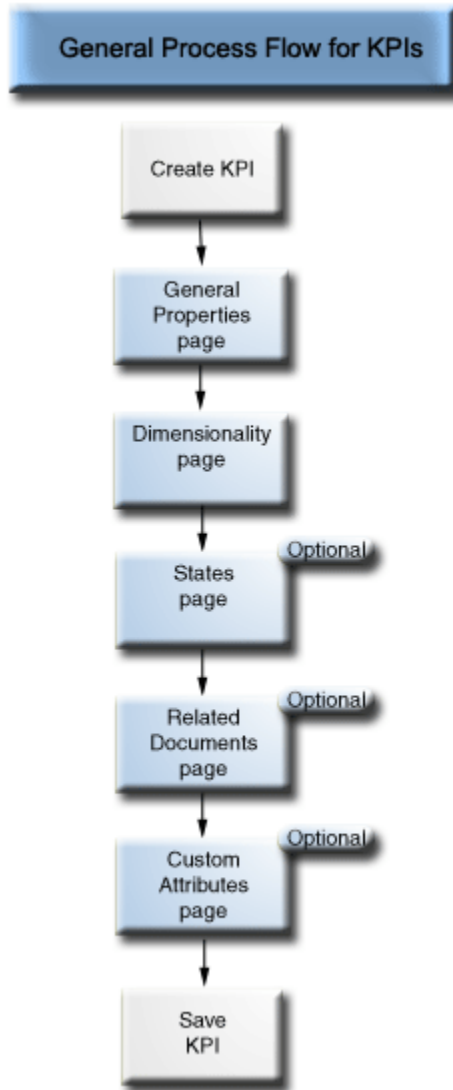 General Process Flow for KPIs
Create KPI
General
Properties
page
Dimensionality
page
Optional
States
page
Optional
Related
Documents
page
Optional
Custom
Attributes
page
Save
KPI